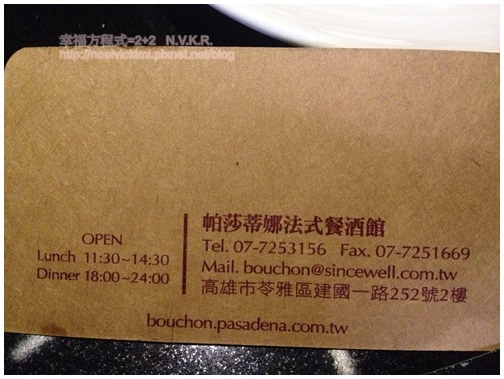 幸福方程式=2+2 N.V.K.R.
http://noelvickimi.pixnet.net/blog
帕莎蒂娜法式餐酒館
OPEN
Lunch 11:30~14:30
Dinner 18:00~24:00
Tel. 07-7253156 Fax. 07-7251669
Mail. bouchon@sincewell.com.tw
高雄市苓雅區建國一路252號2樓
bouchon.pasadena.com.tw